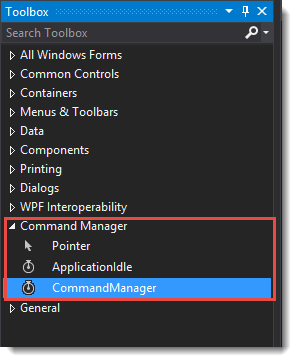 Toolbox
Search Toolbox
All Windows Forms
Common Controls
Containers
Menus & Toolbars
Data
Components
Printing
Dialogs
WPF Interoperability
Command Manager
Pointer
ApplicationIdle
CommandManager
General